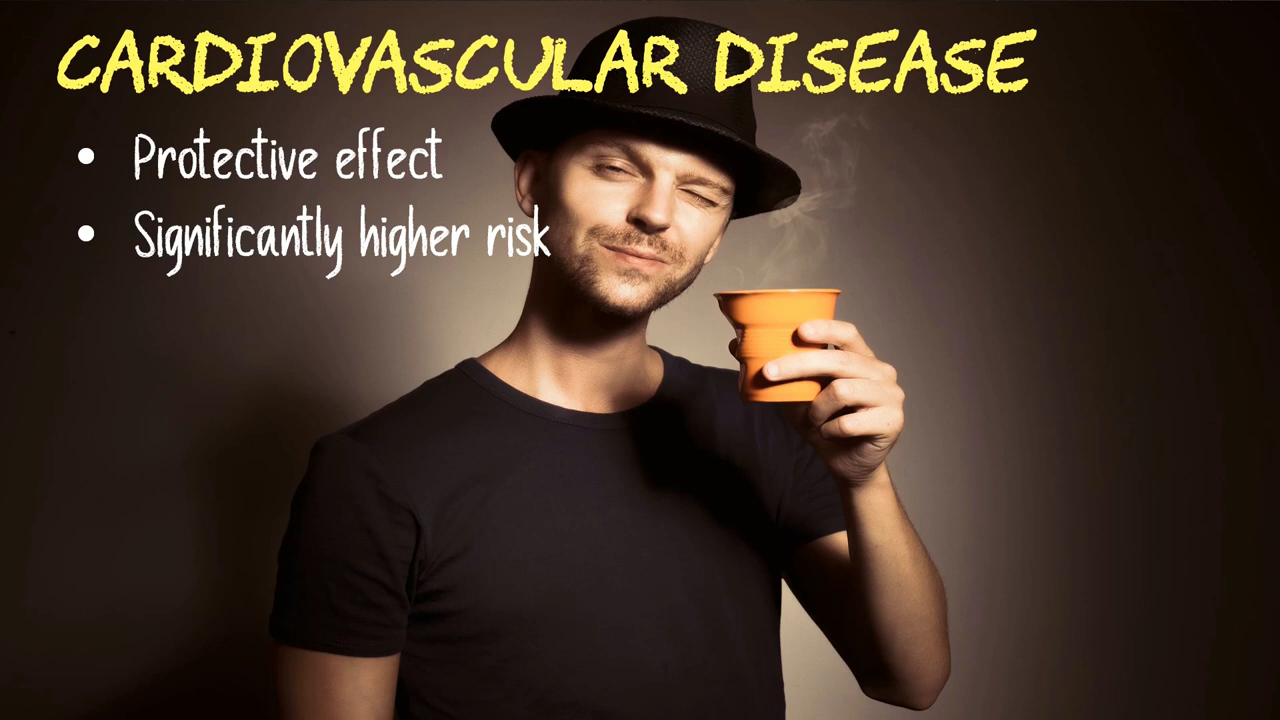 CARDIOVASCULAR DISEASE
• Protective effect
• Significantly higher risk